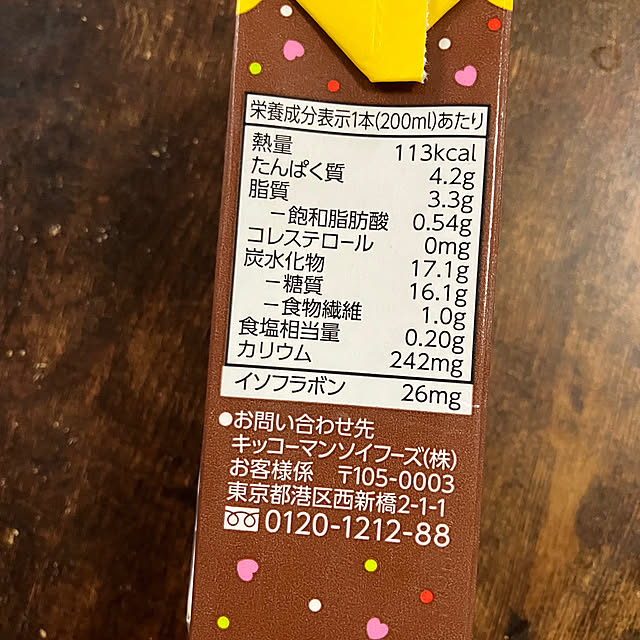 栄養成分表示1本(200ml)あたり
熱量 113kcal
たんぱく質 4.2g
脂質 3.3g
－飽和脂肪酸 0.54g
コレステロール 0mg
炭水化物 17.1g
－糖質 16.1g
－食物繊維 1.0g
食塩相当量 0.20g
カリウム 242mg
イソフラボン 26mg
●お問い合わせ先
キッコーマンソイフーズ(株)
お客様係 〒105-0003
東京都港区西新橋2-1-1
0120-1212-88